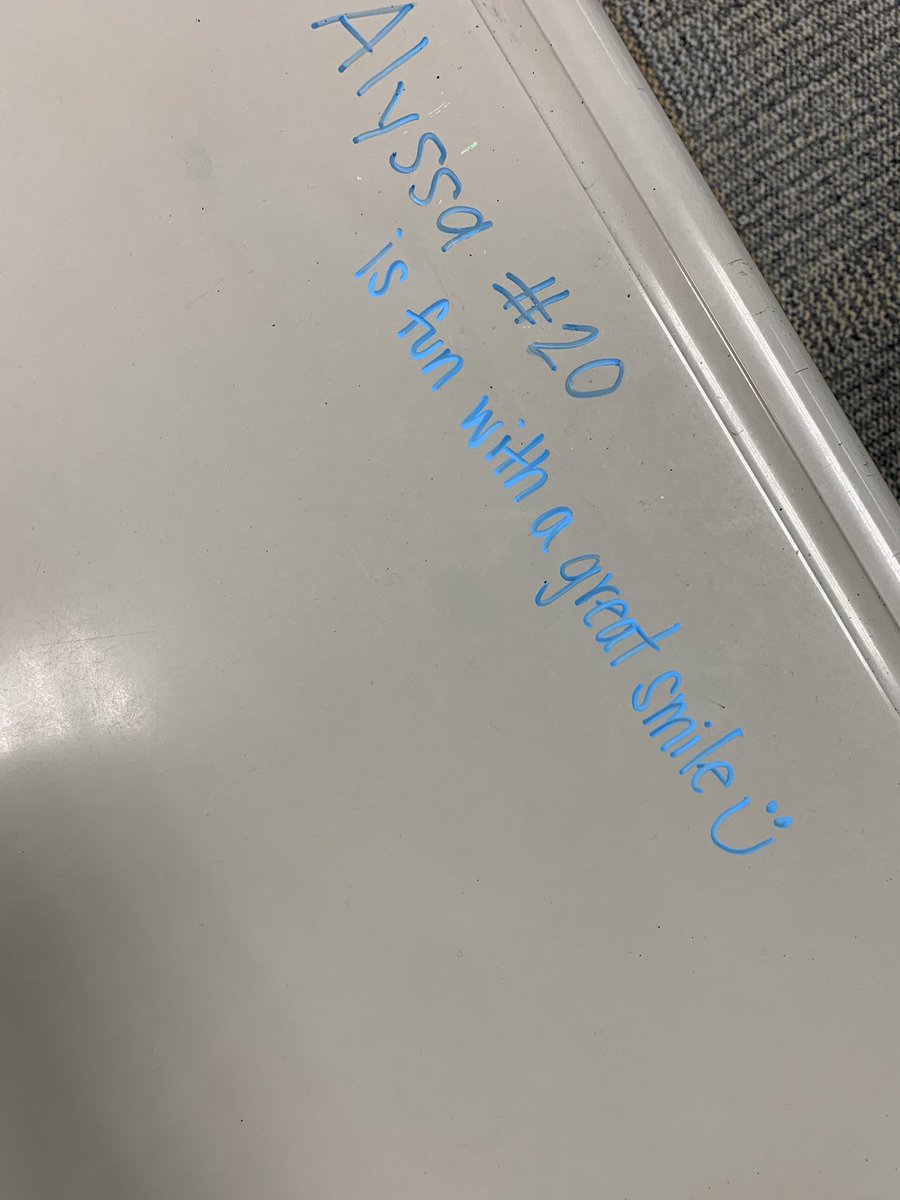 Alyssa #20
is fun with a great smile :)